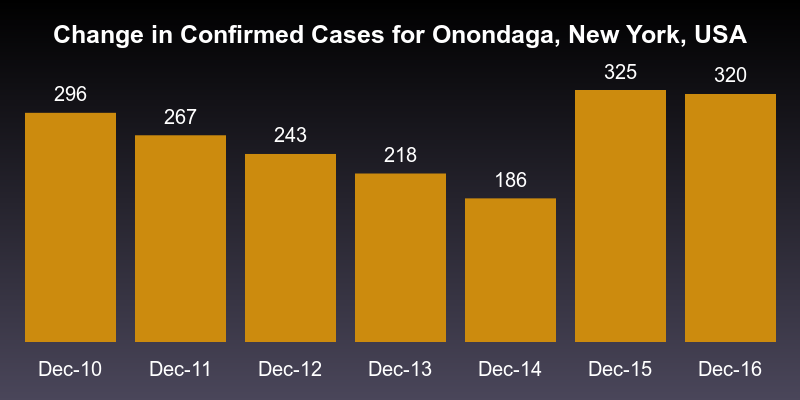 Change in Confirmed Cases for Onondaga, New York, USA
296
267
243
218
186
325
320
Dec-10
Dec-11
Dec-12
Dec-13
Dec-14
Dec-15
Dec-16